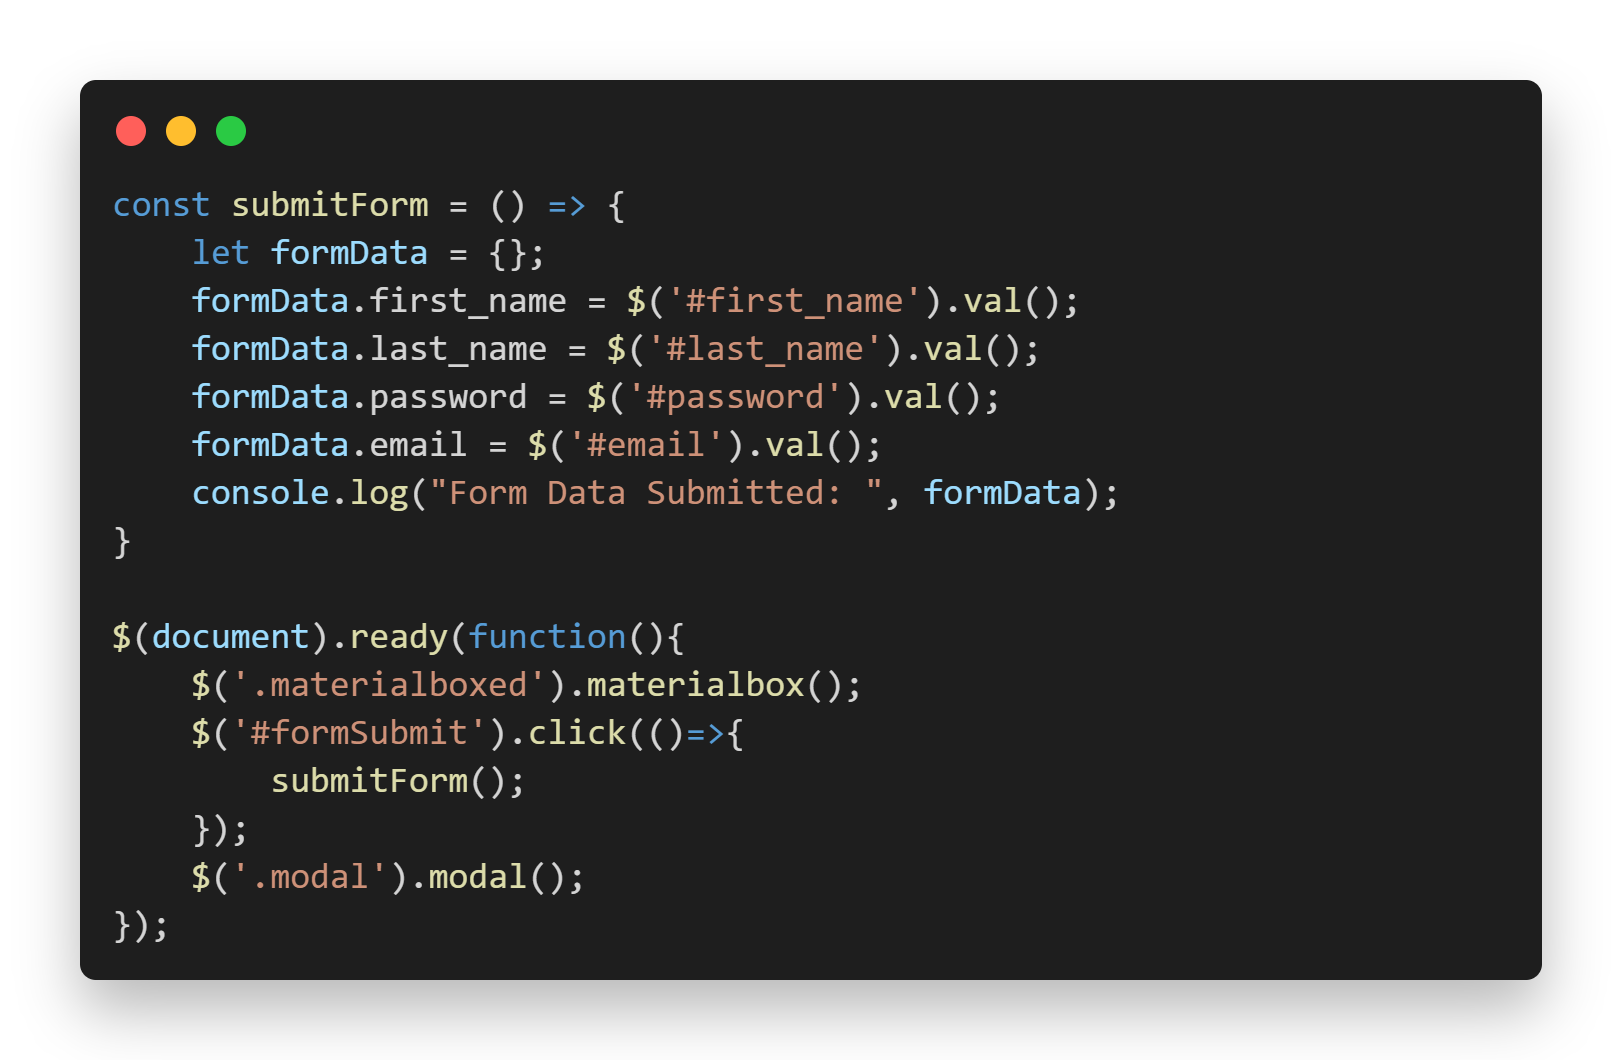 const submitForm = () => {
    let formData = {};
    formData.first_name = $('#first_name').val();
    formData.last_name = $('#last_name').val();
    formData.password = $('#password').val();
    formData.email = $('#email').val();
    console.log("Form Data Submitted: ", formData);
}

$(document).ready(function(){
    $('.materialboxed').materialbox();
    $('#formSubmit').click(()=>{
        submitForm();
    });
    $('.modal').modal();
});